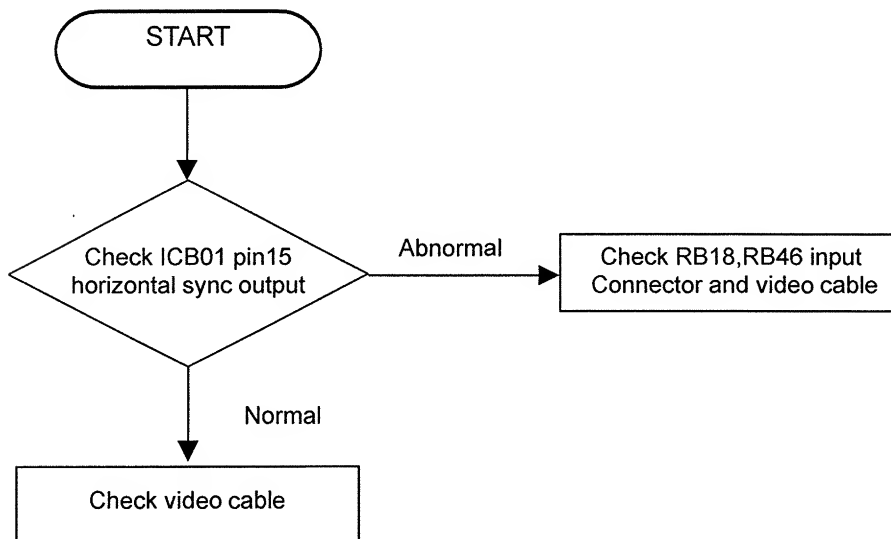 START
Check ICB01 pin15
horizontal sync output
Abnormal
Check RB18,RB46 input
Connector and video cable
Normal
Check video cable